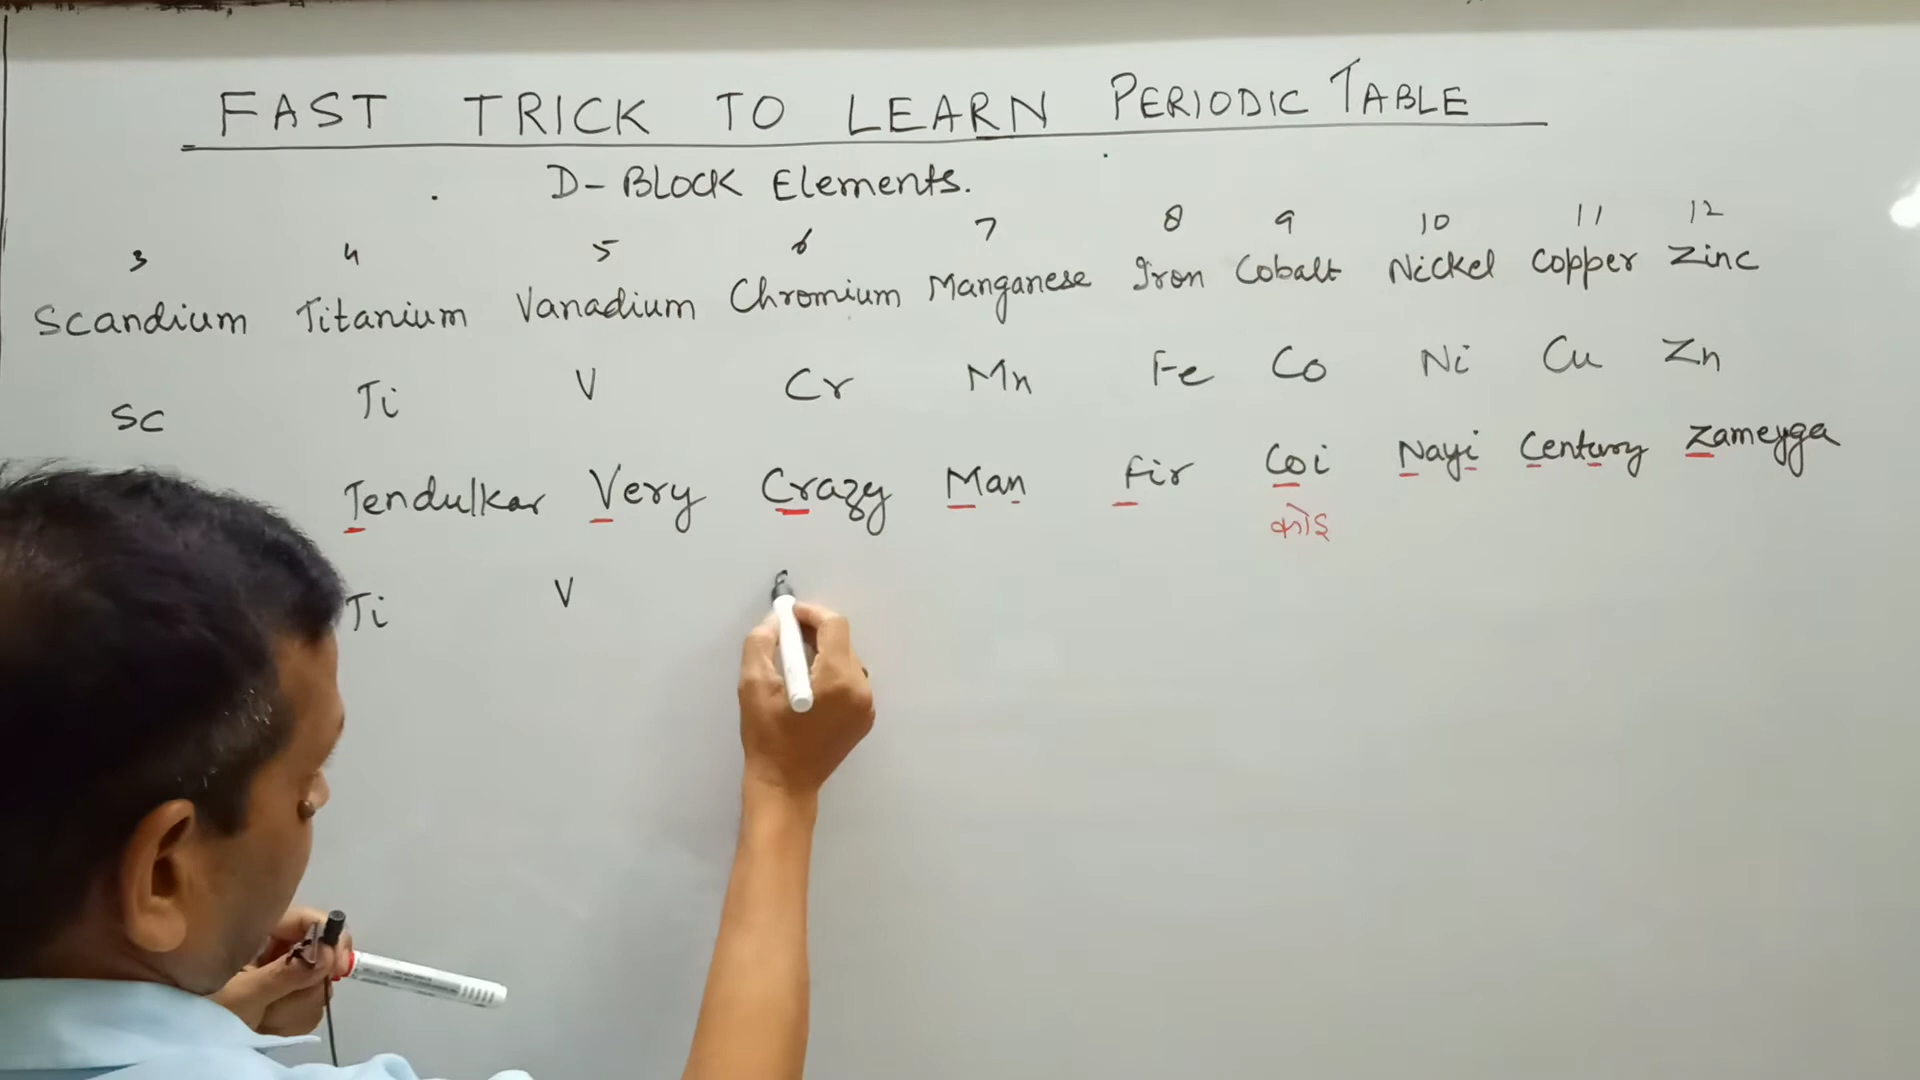 FAST TRICK TO LEARN PERIODIC TABLE
D-BLOCK Elements.
3 4 5 6 7 8 9 10 11 12
Scandium Titanium Vanadium Chromium Manganese Iron Cobalt Nickel Copper Zinc
Sc Ti V Cr Mn Fe Co Ni Cu Zn
Tendulkar Very Crazy Man Fir Coi Nayi Century Zameyga
कोइ
Ti V